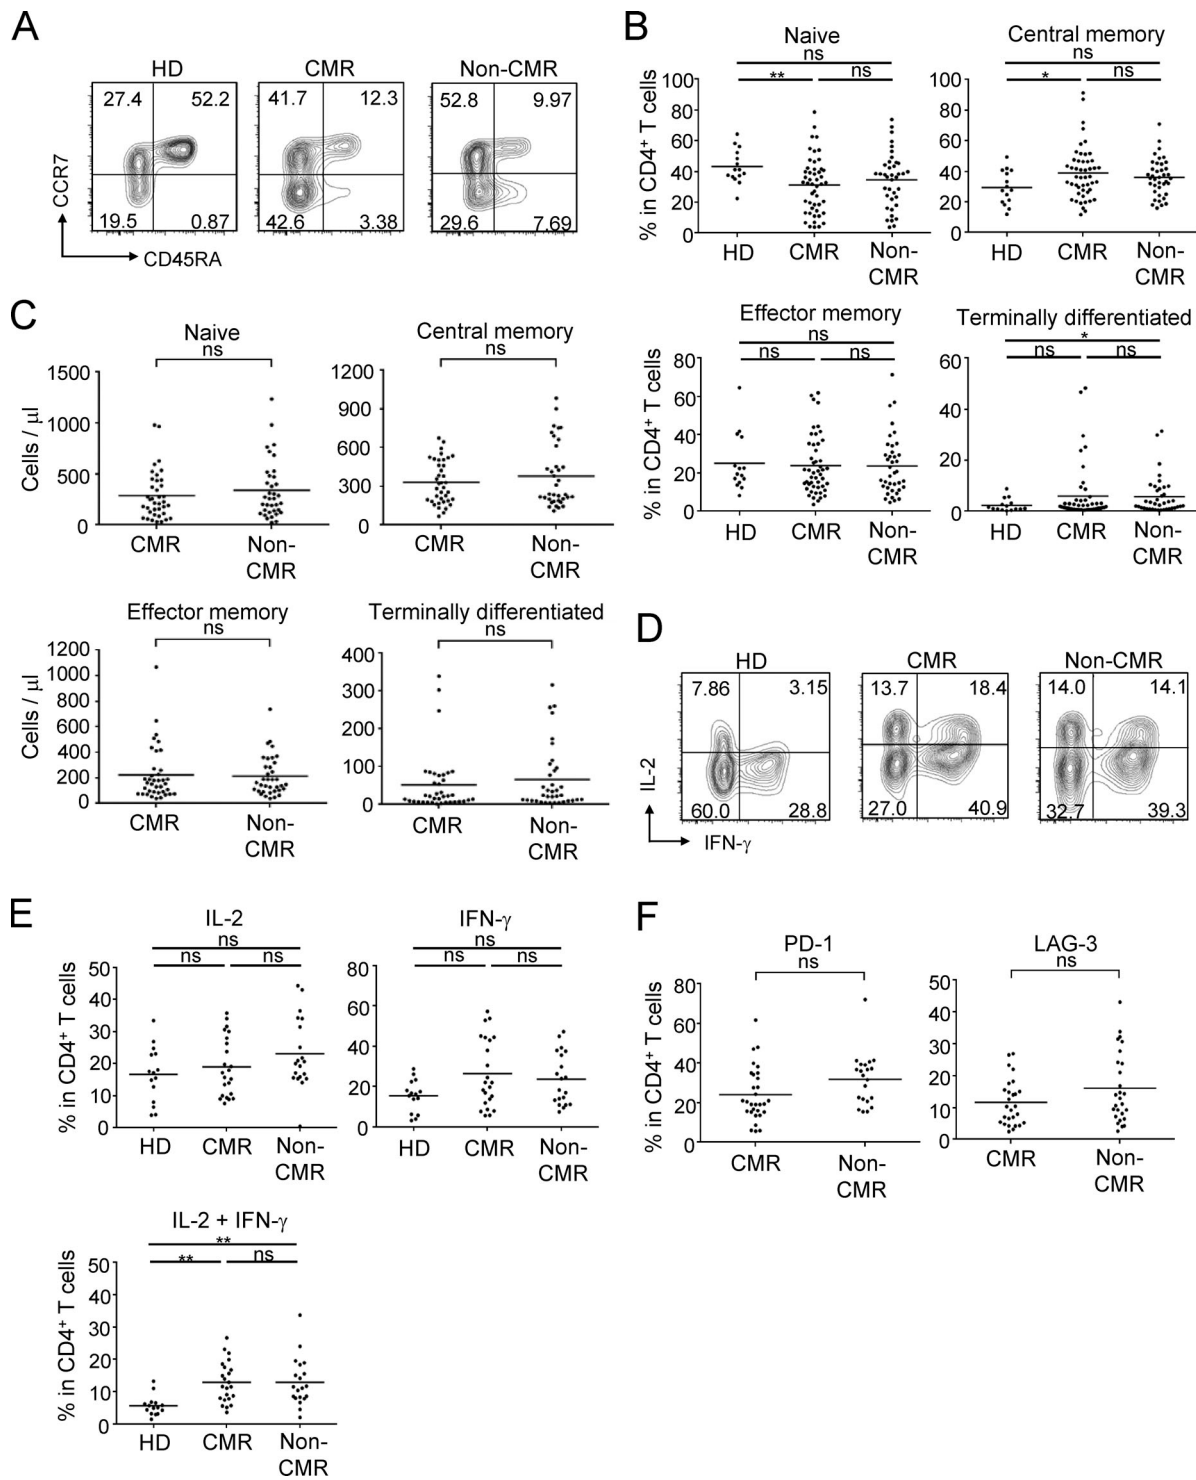 A
HD
CMR
Non-CMR
27.4 52.2
41.7 12.3
52.8 9.97
19.5 0.87
42.6 3.38
29.6 7.69
CCR7
CD45RA
B
Naive
ns
** ns
% in CD4+ T cells
100
80
60
40
20
0
HD CMR Non-
CMR
Central memory
ns
* ns
100
80
60
40
20
0
HD CMR Non-
CMR
Effector memory
ns
ns ns
% in CD4+ T cells
80
60
40
20
0
HD CMR Non-
CMR
Terminally differentiated
*
ns ns
60
40
20
0
HD CMR Non-
CMR
C
Naive
ns
Cells / μl
1500
1000
500
0
CMR Non-
CMR
Central memory
ns
1200
900
600
300
0
CMR Non-
CMR
Effector memory
ns
Cells / μl
1200
1000
800
600
400
200
0
CMR Non-
CMR
Terminally differentiated
ns
400
300
200
100
0
CMR Non-
CMR
D
HD
CMR
Non-CMR
7.86 3.15
13.7 18.4
14.0 14.1
60.0 28.8
27.0 40.9
32.7 39.3
IL-2
IFN-γ
E
IL-2
ns
ns ns
% in CD4+ T cells
50
40
30
20
10
0
HD CMR Non-
CMR
IFN-γ
ns
ns ns
80
60
40
20
0
HD CMR Non-
CMR
IL-2 + IFN-γ
**
** ns
% in CD4+ T cells
50
40
30
20
10
0
HD CMR Non-
CMR
F
PD-1
ns
% in CD4+ T cells
80
60
40
20
0
CMR Non-
CMR
LAG-3
ns
50
40
30
20
10
0
CMR Non-
CMR